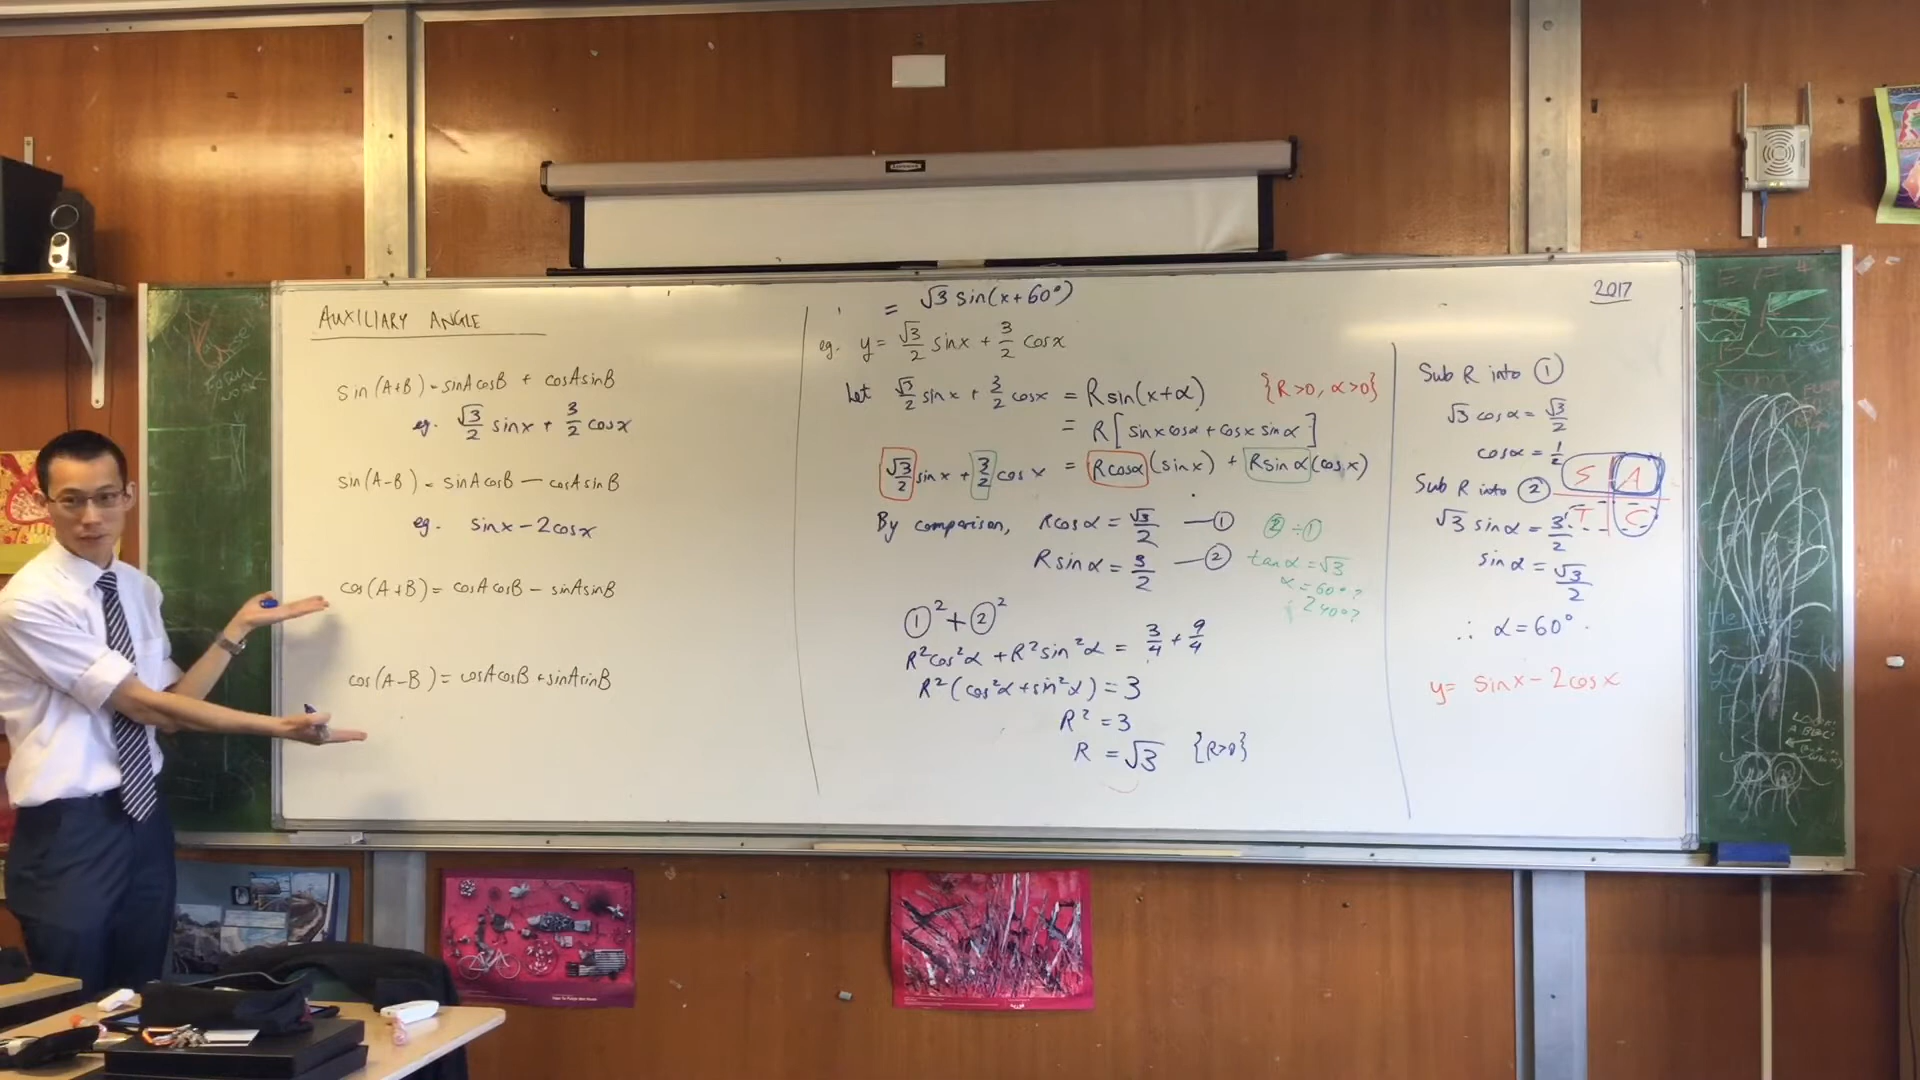 AUXILIARY ANGLE
sin(A+B) = sinAcosB + cosAsinB
eg. √3/2 sinx + 3/2 cosx
sin(A-B) = sinAcosB - cosAsinB
eg. sinx - 2cosx
cos(A+B) = cosAcosB - sinAsinB
cos(A-B) = cosAcosB + sinAsinB
= √3 sin(x+60°)
eg. y = √3/2 sinx + 3/2 cosx
Let √3/2 sinx + 3/2 cosx = Rsin(x+α) {R>0, α>0}
= R[sinxcosα + cosxsinα]
√3/2 sinx + 3/2 cosx = Rcosα(sinx) + Rsinα(cosx)
By comparison, Rcosα = √3/2 —①
Rsinα = 3/2 —②
② ÷ ①
tanα = √3
α = 60°?
240°?
①² + ②²
R²cos²α + R²sin²α = 3/4 + 9/4
R²(cos²α + sin²α) = 3
R² = 3
R = √3 {R>0}
2017
Sub R into ①
√3 cosα = √3/2
cosα = 1/2
S A
T C
Sub R into ②
√3 sinα = 3/2
sinα = √3/2
∴ α = 60°
y = sinx - 2cosx